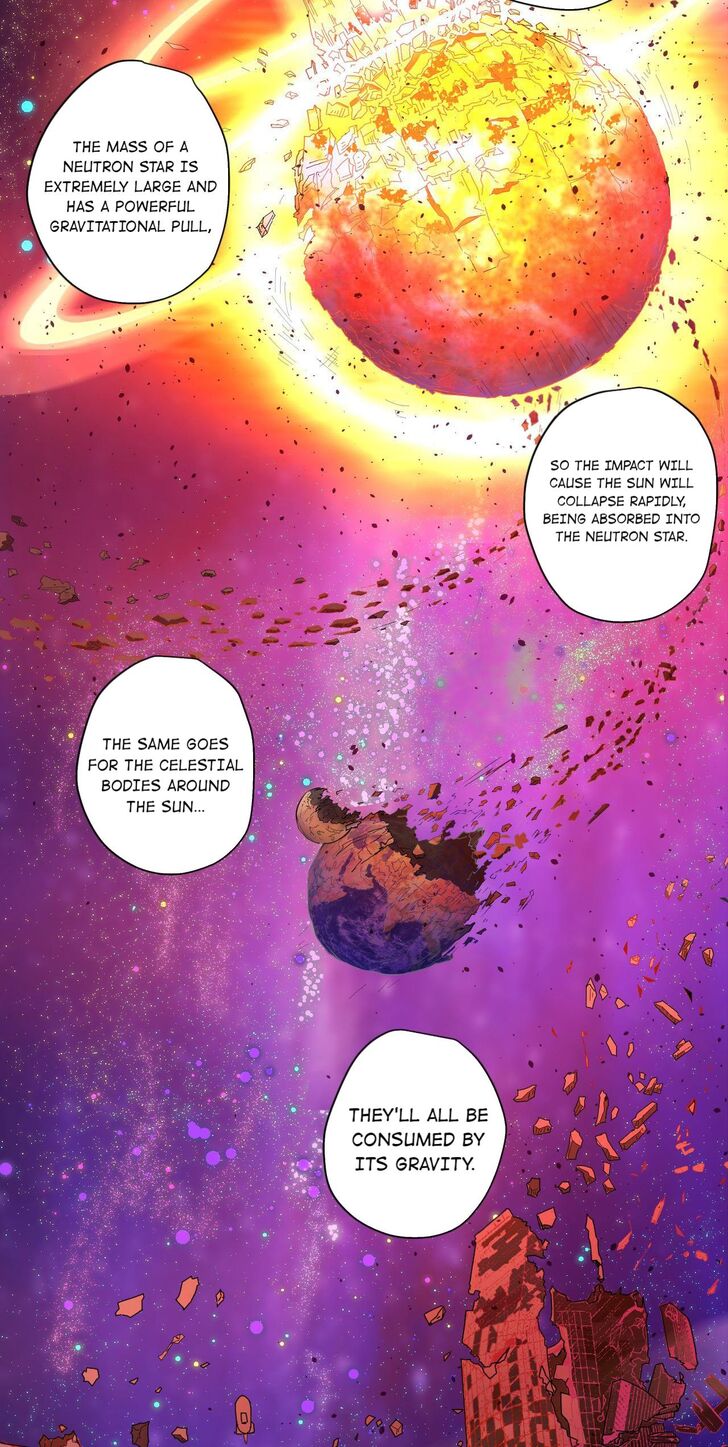 THE MASS OF A
NEUTRON STAR IS
EXTREMELY LARGE AND
HAS A POWERFUL
GRAVITATIONAL PULL,
SO THE IMPACT WILL
CAUSE THE SUN WILL
COLLAPSE RAPIDLY,
BEING ABSORBED INTO
THE NEUTRON STAR.
THE SAME GOES
FOR THE CELESTIAL
BODIES AROUND
THE SUN...
THEY'LL ALL BE
CONSUMED BY
ITS GRAVITY.